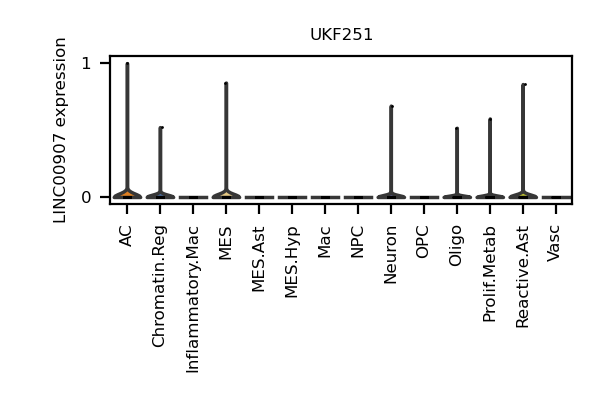 UKF251
LINC00907 expression
1
0
AC
Chromatin.Reg
Inflammatory.Mac
MES
MES.Ast
MES.Hyp
Mac
NPC
Neuron
OPC
Oligo
Prolif.Metab
Reactive.Ast
Vasc